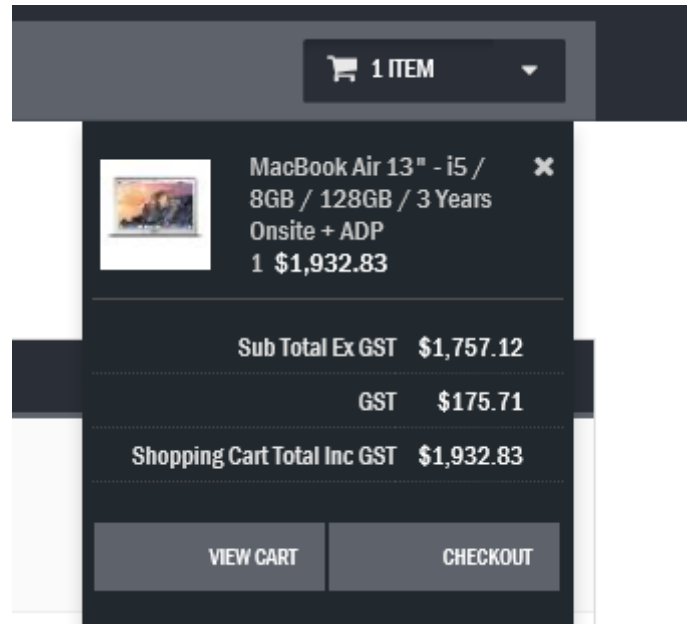 1 ITEM
MacBook Air 13" - i5 /
8GB / 128GB / 3 Years
Onsite + ADP
1 $1,932.83
Sub Total Ex GST $1,757.12
GST $175.71
Shopping Cart Total Inc GST $1,932.83
VIEW CART CHECKOUT